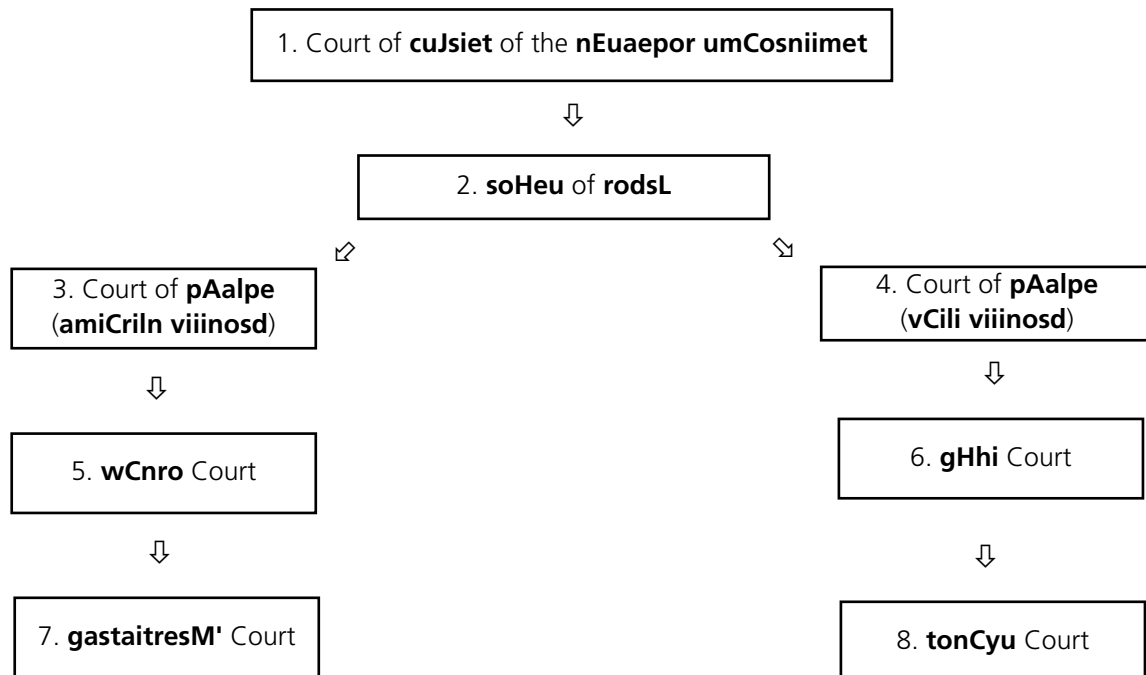 1. Court of cuJsiet of the nEuaepor umCosniimet
2. soHeu of rodsL
3. Court of pAalpe
(amiCriln viiinosd)
4. Court of pAalpe
(vCili viiinosd)
5. wCnro Court
6. gHhi Court
7. gastaitresM' Court
8. tonCyu Court